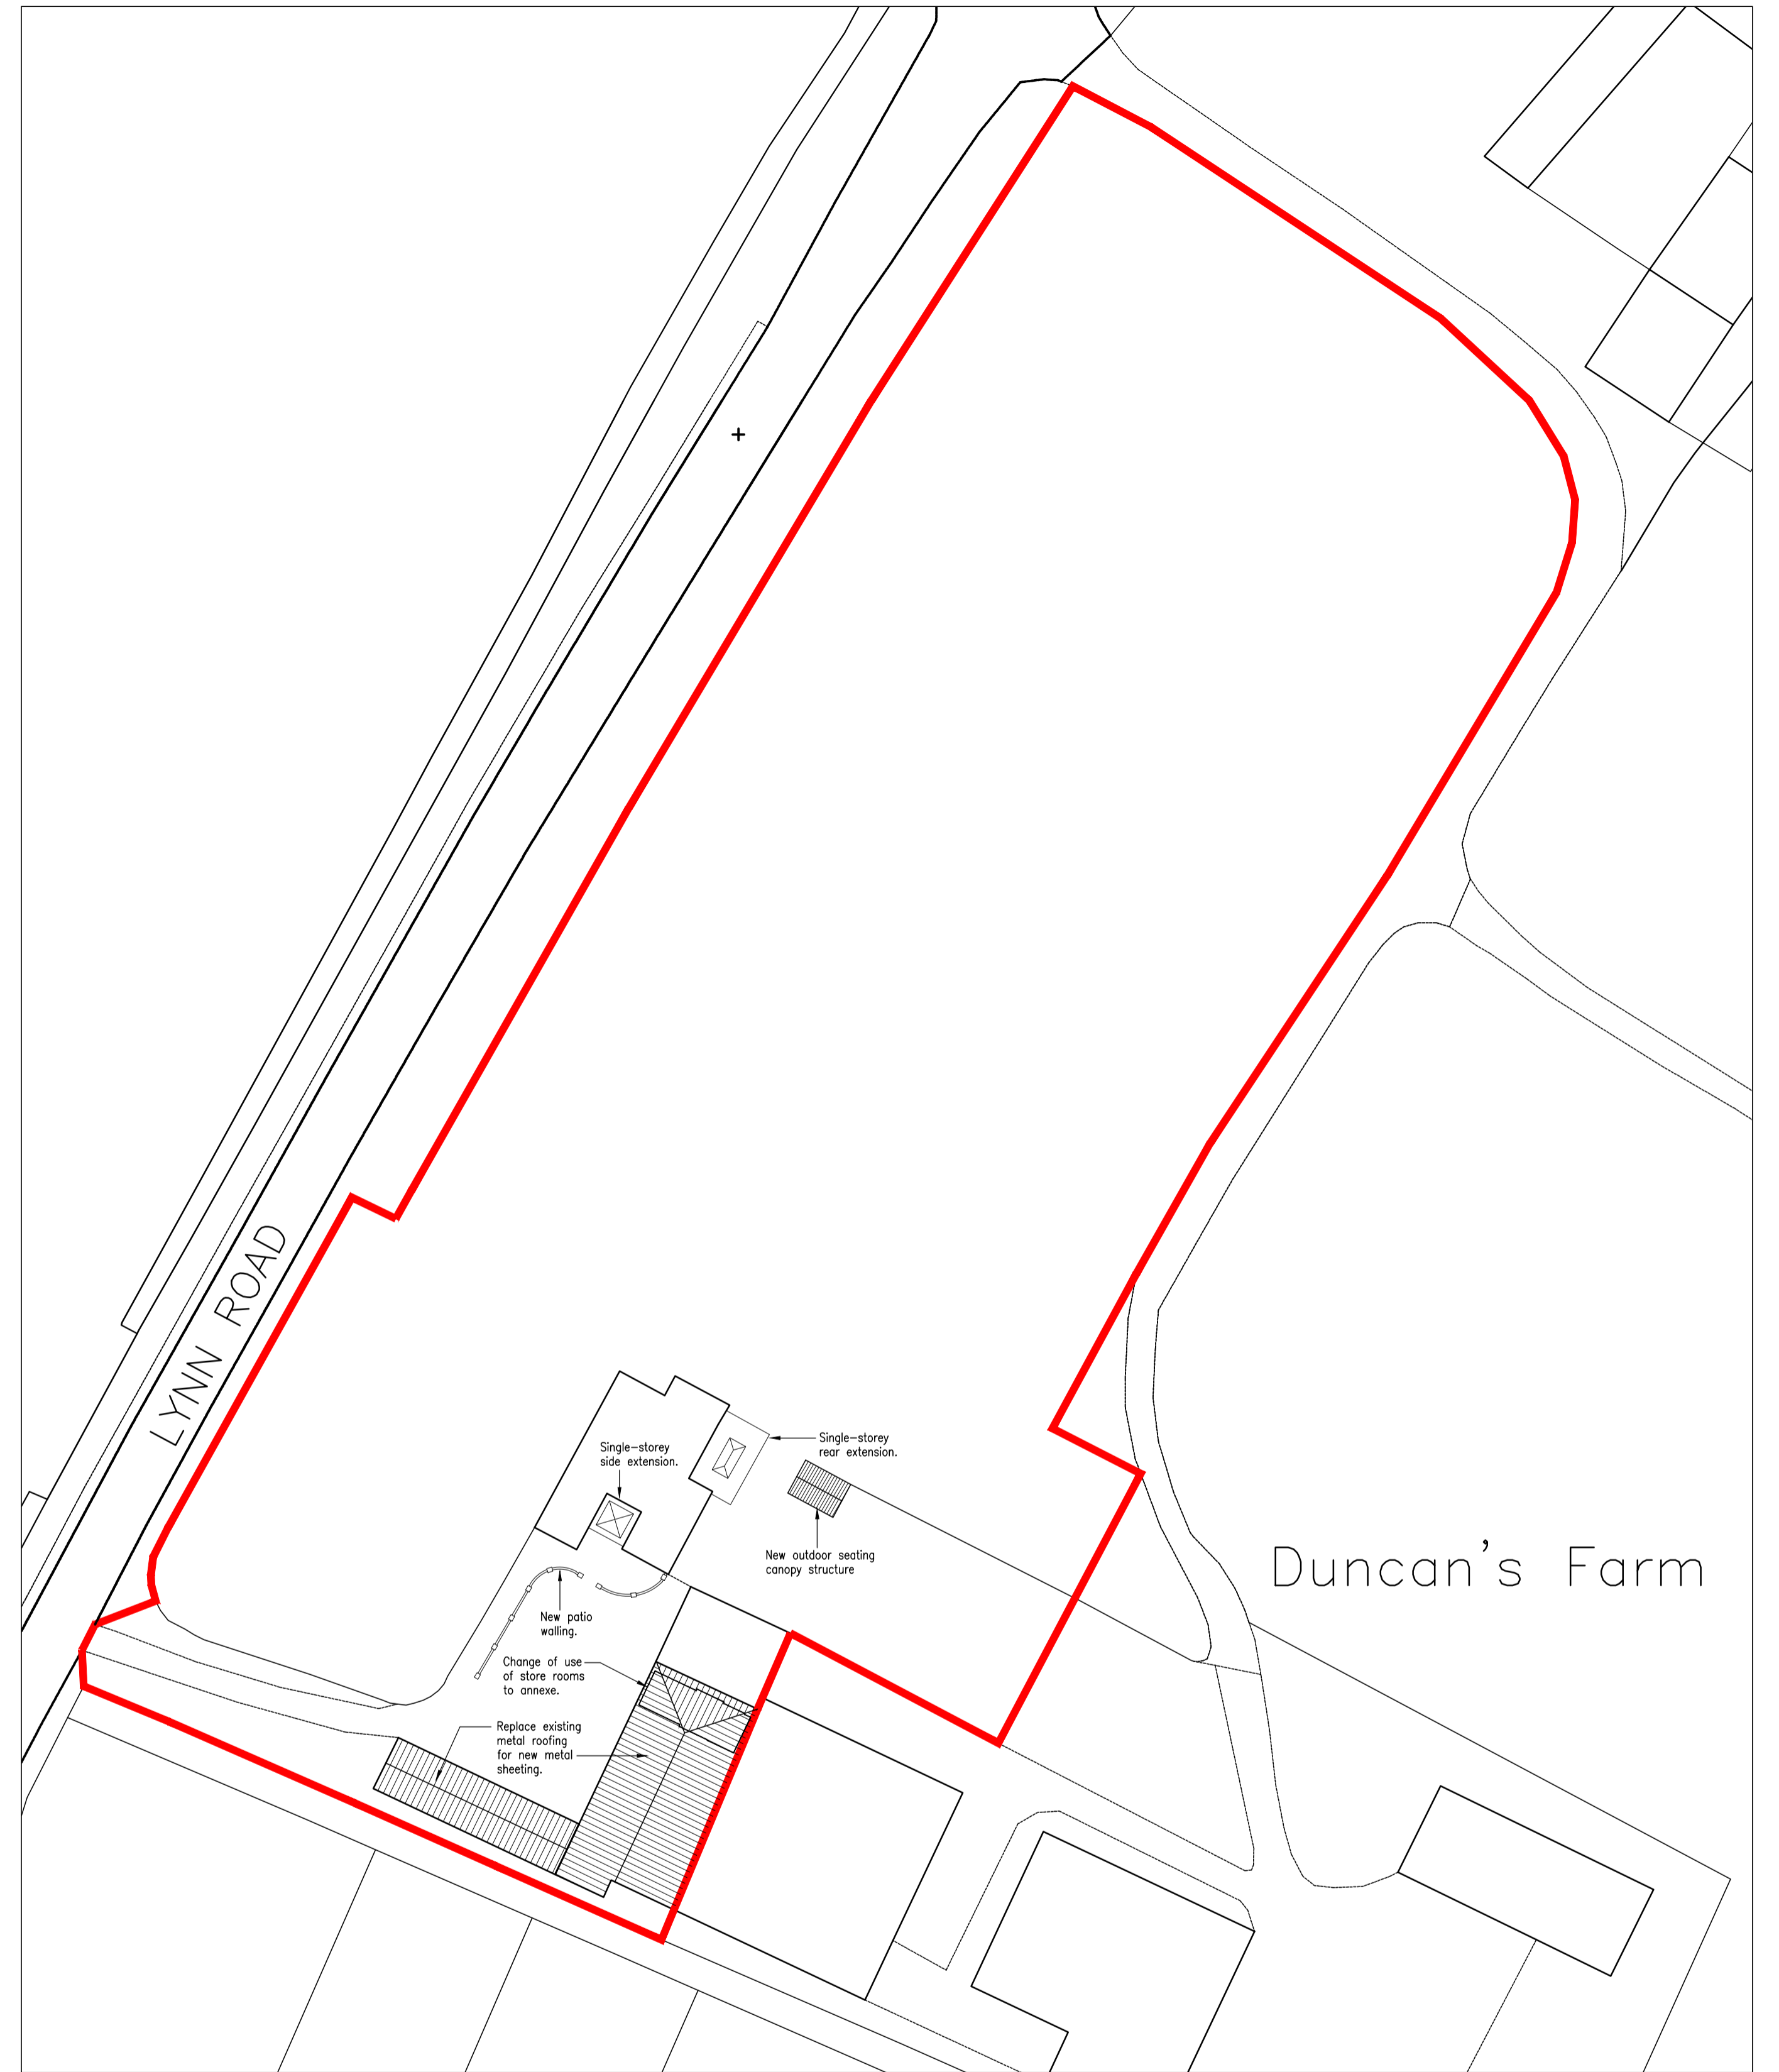 LYNN ROAD
Single-storey
side extension.
Single-storey
rear extension.
New outdoor seating
canopy structure
New patio
walling.
Change of use
of store rooms
to annexe.
Replace existing
metal roofing
for new metal
sheeting.
Duncan's Farm